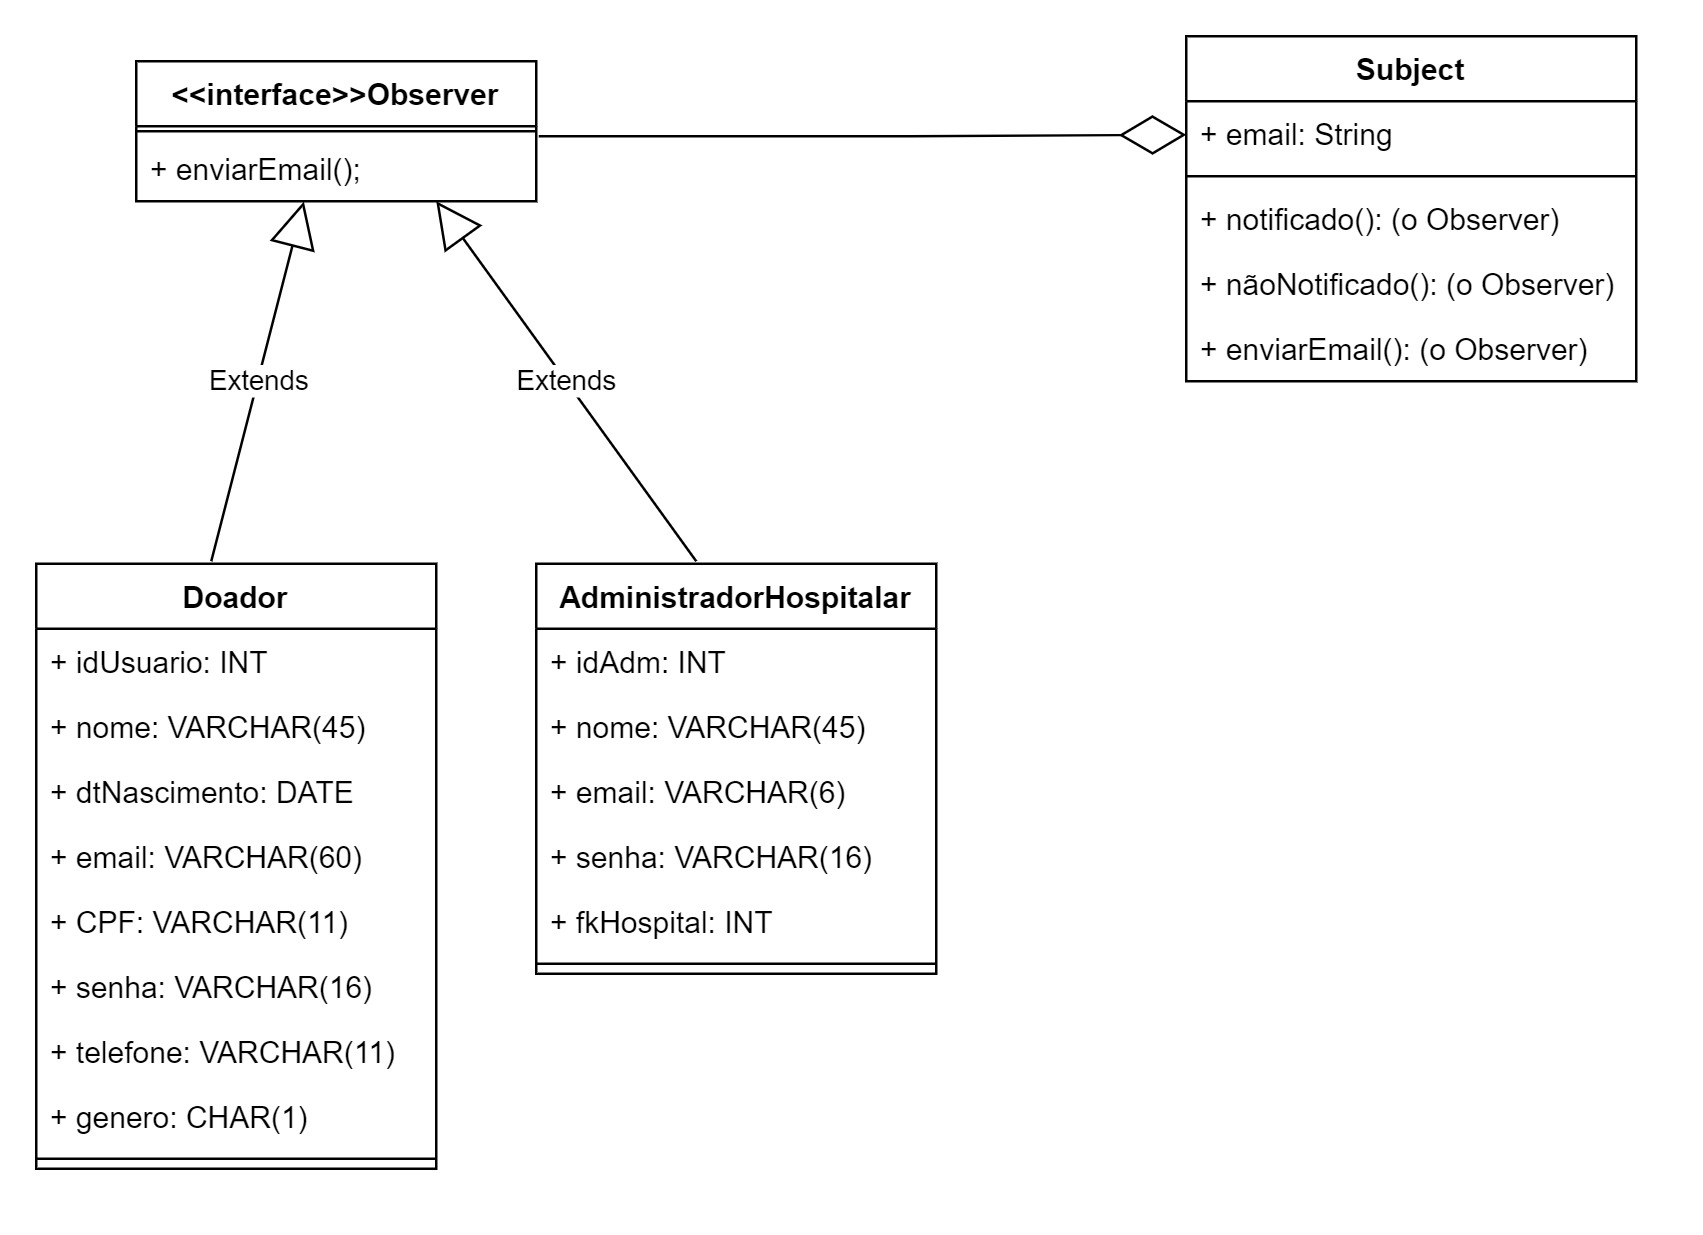 <<interface>>Observer
+ enviarEmail();
Subject
+ email: String
+ notificado(): (o Observer)
+ nãoNotificado(): (o Observer)
+ enviarEmail(): (o Observer)
Extends
Extends
Doador
+ idUsuario: INT
+ nome: VARCHAR(45)
+ dtNascimento: DATE
+ email: VARCHAR(60)
+ CPF: VARCHAR(11)
+ senha: VARCHAR(16)
+ telefone: VARCHAR(11)
+ genero: CHAR(1)
AdministradorHospitalar
+ idAdm: INT
+ nome: VARCHAR(45)
+ email: VARCHAR(6)
+ senha: VARCHAR(16)
+ fkHospital: INT